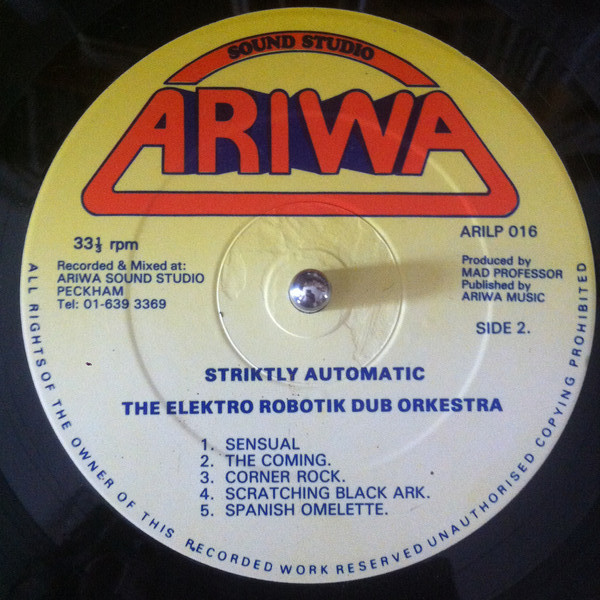 SOUND STUDIO
ARIWA
33⅓ rpm
Recorded & Mixed at:
ARIWA SOUND STUDIO
PECKHAM
Tel: 01-639 3369
ARILP 016
Produced by
MAD PROFESSOR
Published by
ARIWA MUSIC
SIDE 2.
STRIKTLY AUTOMATIC
THE ELEKTRO ROBOTIK DUB ORKESTRA
1. SENSUAL
2. THE COMING.
3. CORNER ROCK.
4. SCRATCHING BLACK ARK.
5. SPANISH OMELETTE.
ALL RIGHTS OF THE OWNER OF THIS RECORDED WORK RESERVED UNAUTHORISED COPYING PROHIBITED